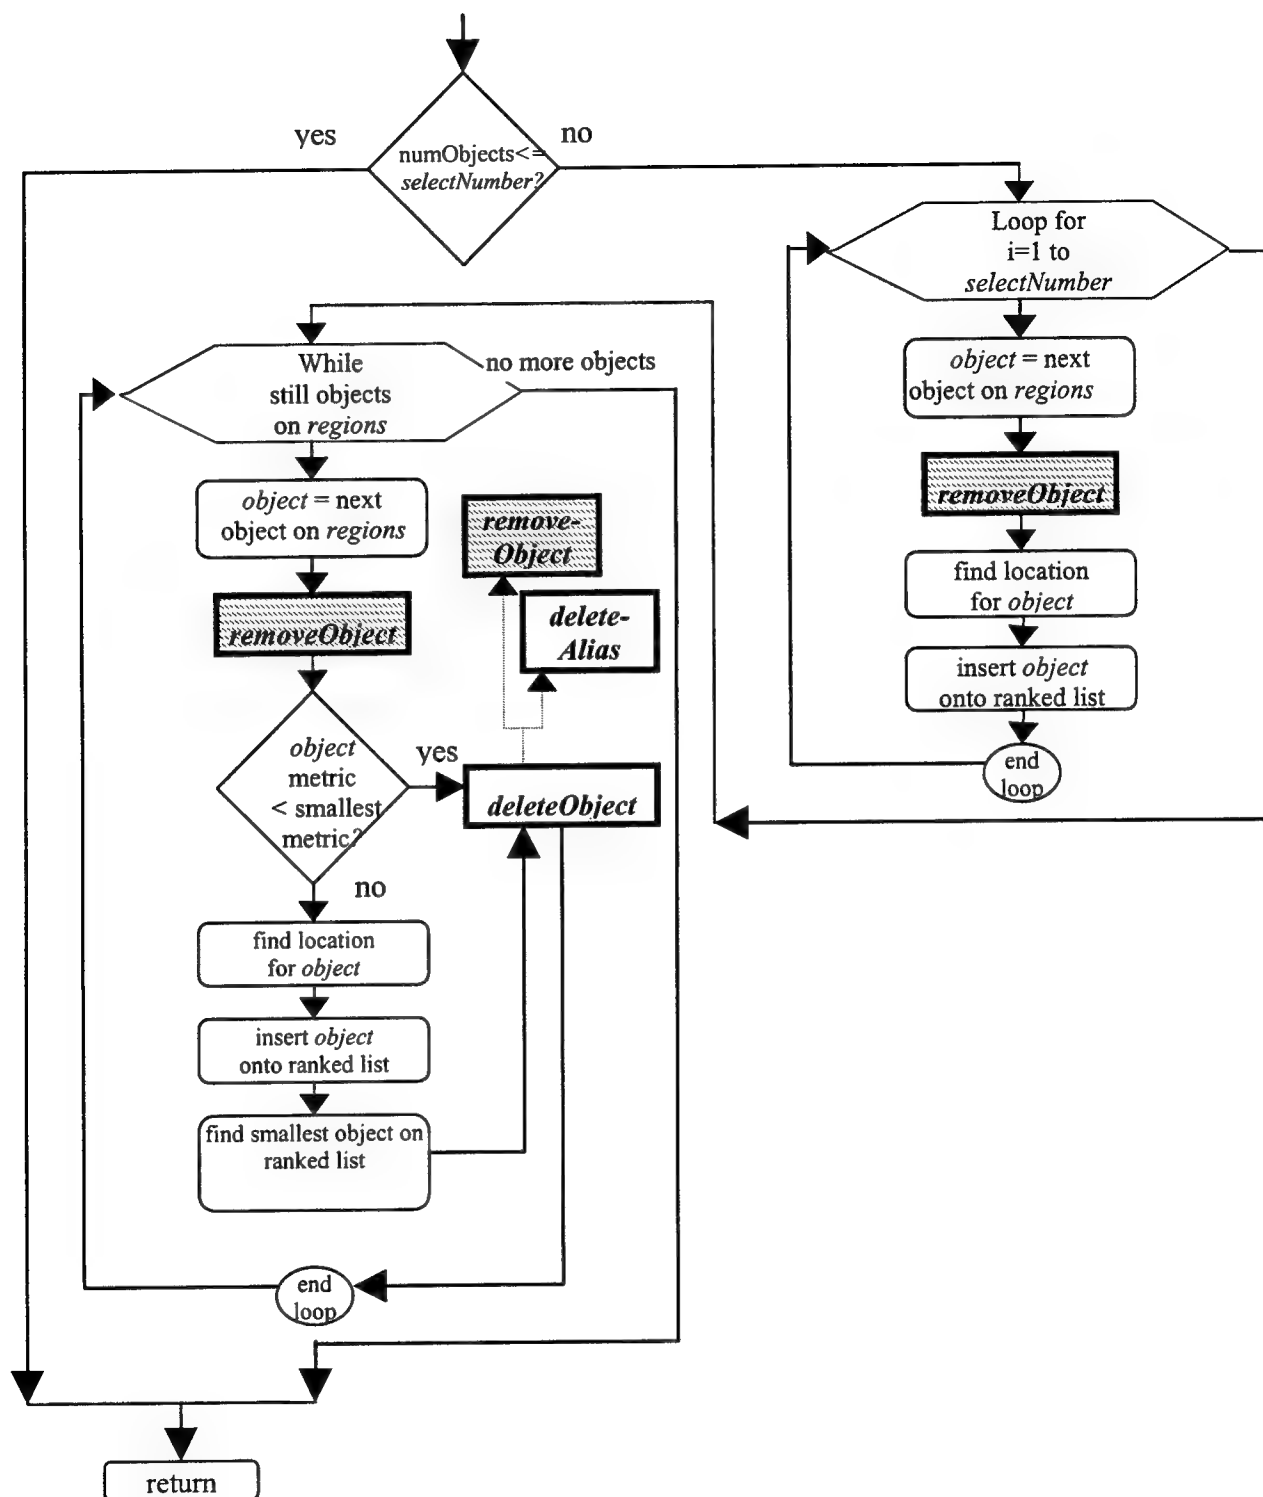 yes
no
numObjects<=
selectNumber?
Loop for
i=1 to
selectNumber
object = next
object on regions
removeObject
find location
for object
insert object
onto ranked list
end
loop
While
still objects
on regions
no more objects
object = next
object on regions
removeObject
remove-
Object
delete-
Alias
object
metric
< smallest
metric?
yes
deleteObject
no
find location
for object
insert object
onto ranked list
find smallest object on
ranked list
end
loop
return